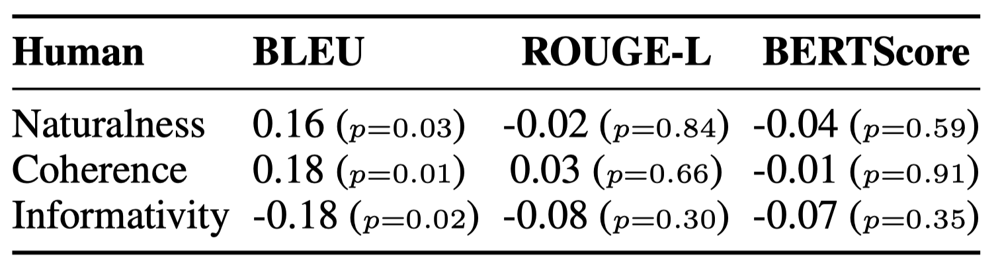 Human BLEU ROUGE-L BERTScore
Naturalness 0.16 (p=0.03) -0.02 (p=0.84) -0.04 (p=0.59)
Coherence 0.18 (p=0.01) 0.03 (p=0.66) -0.01 (p=0.91)
Informativity -0.18 (p=0.02) -0.08 (p=0.30) -0.07 (p=0.35)